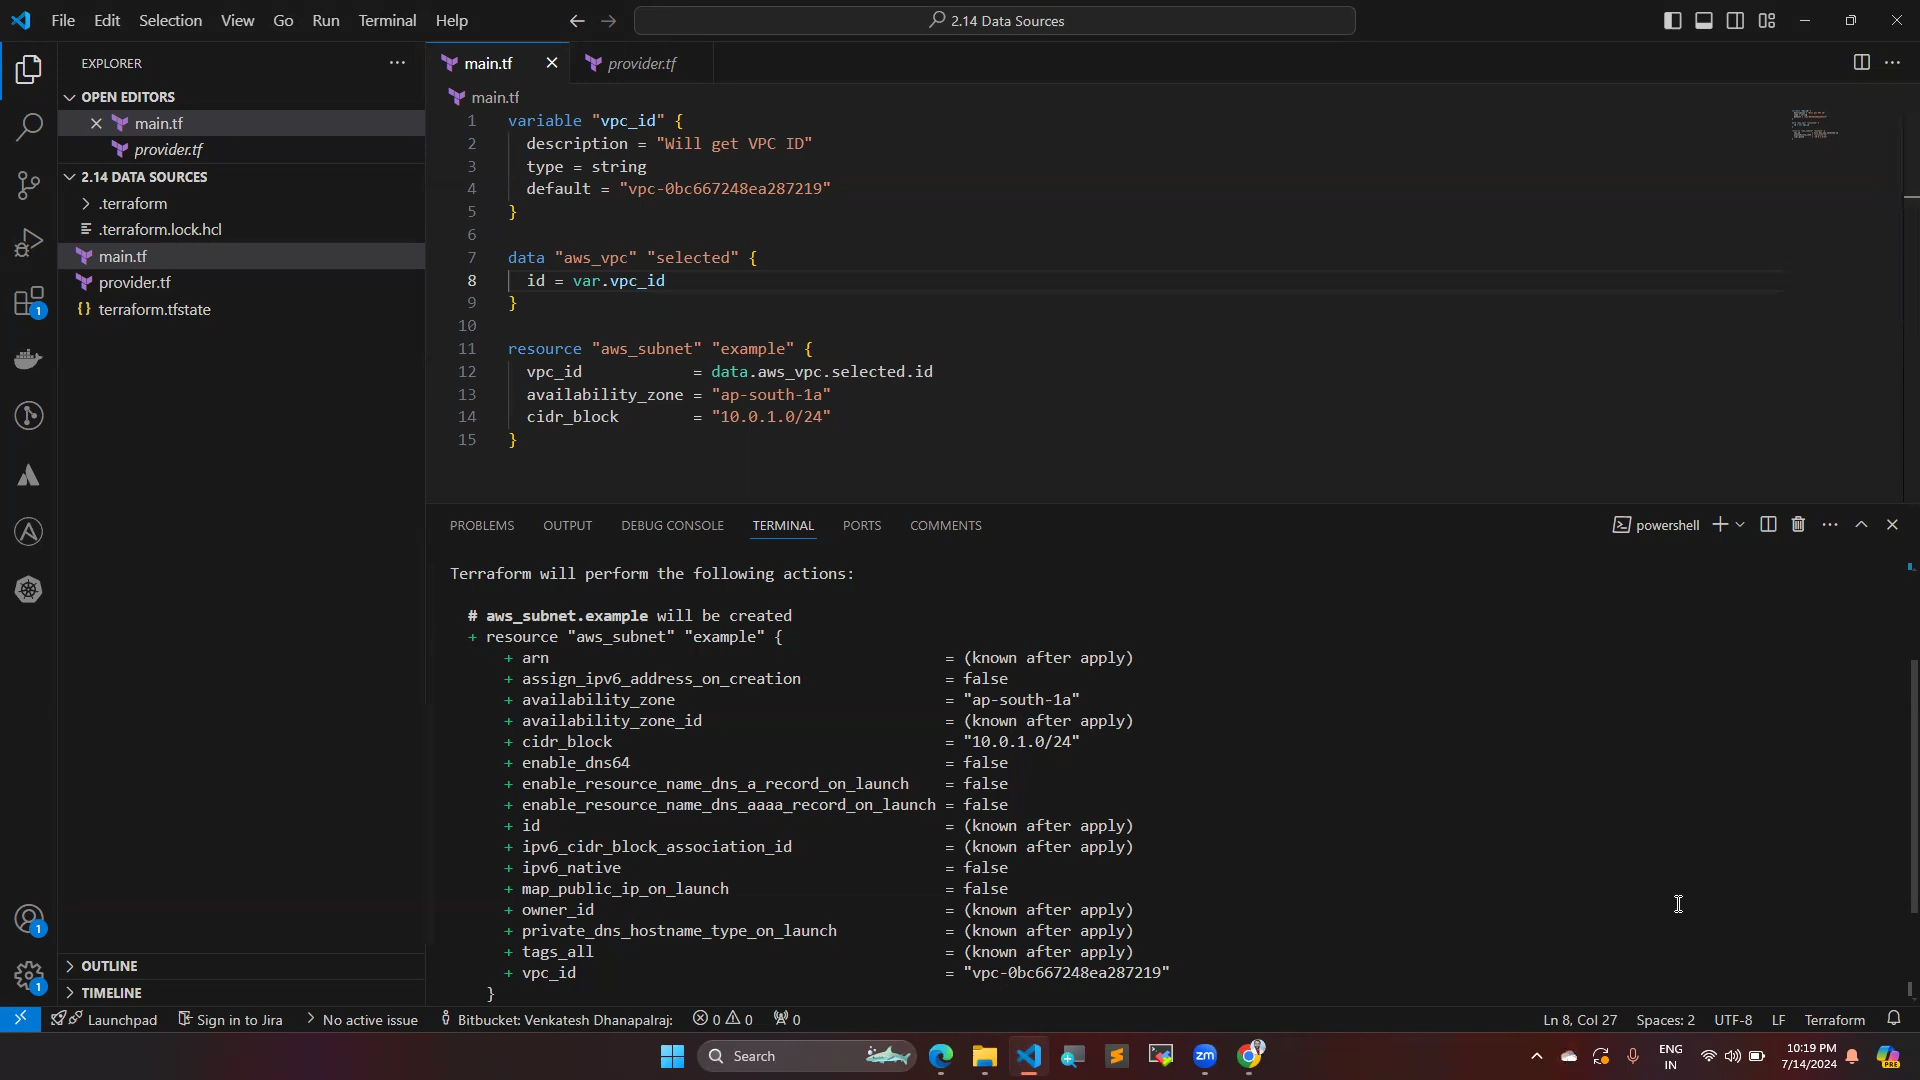 File Edit Selection View Go Run Terminal Help
2.14 Data Sources
EXPLORER
OPEN EDITORS
main.tf
provider.tf
2.14 DATA SOURCES
.terraform
.terraform.lock.hcl
main.tf
provider.tf
terraform.tfstate
OUTLINE
TIMELINE
1
1
1
main.tf
provider.tf
main.tf
1 variable "vpc_id" {
2 description = "Will get VPC ID"
3 type = string
4 default = "vpc-0bc667248ea287219"
5 }
6
7 data "aws_vpc" "selected" {
8 id = var.vpc_id
9 }
10
11 resource "aws_subnet" "example" {
12 vpc_id = data.aws_vpc.selected.id
13 availability_zone = "ap-south-1a"
14 cidr_block = "10.0.1.0/24"
15 }
PROBLEMS OUTPUT DEBUG CONSOLE TERMINAL PORTS COMMENTS
powershell
Terraform will perform the following actions:
# aws_subnet.example will be created
+ resource "aws_subnet" "example" {
+ arn = (known after apply)
+ assign_ipv6_address_on_creation = false
+ availability_zone = "ap-south-1a"
+ availability_zone_id = (known after apply)
+ cidr_block = "10.0.1.0/24"
+ enable_dns64 = false
+ enable_resource_name_dns_a_record_on_launch = false
+ enable_resource_name_dns_aaaa_record_on_launch = false
+ id = (known after apply)
+ ipv6_cidr_block_association_id = (known after apply)
+ ipv6_native = false
+ map_public_ip_on_launch = false
+ owner_id = (known after apply)
+ private_dns_hostname_type_on_launch = (known after apply)
+ tags_all = (known after apply)
+ vpc_id = "vpc-0bc667248ea287219"
}
Launchpad Sign in to Jira No active issue Bitbucket: Venkatesh Dhanapalraj: 0 0 0 Ln 8, Col 27 Spaces: 2 UTF-8 LF Terraform
Search
zm
ENG
IN
10:19 PM
7/14/2024
PRE